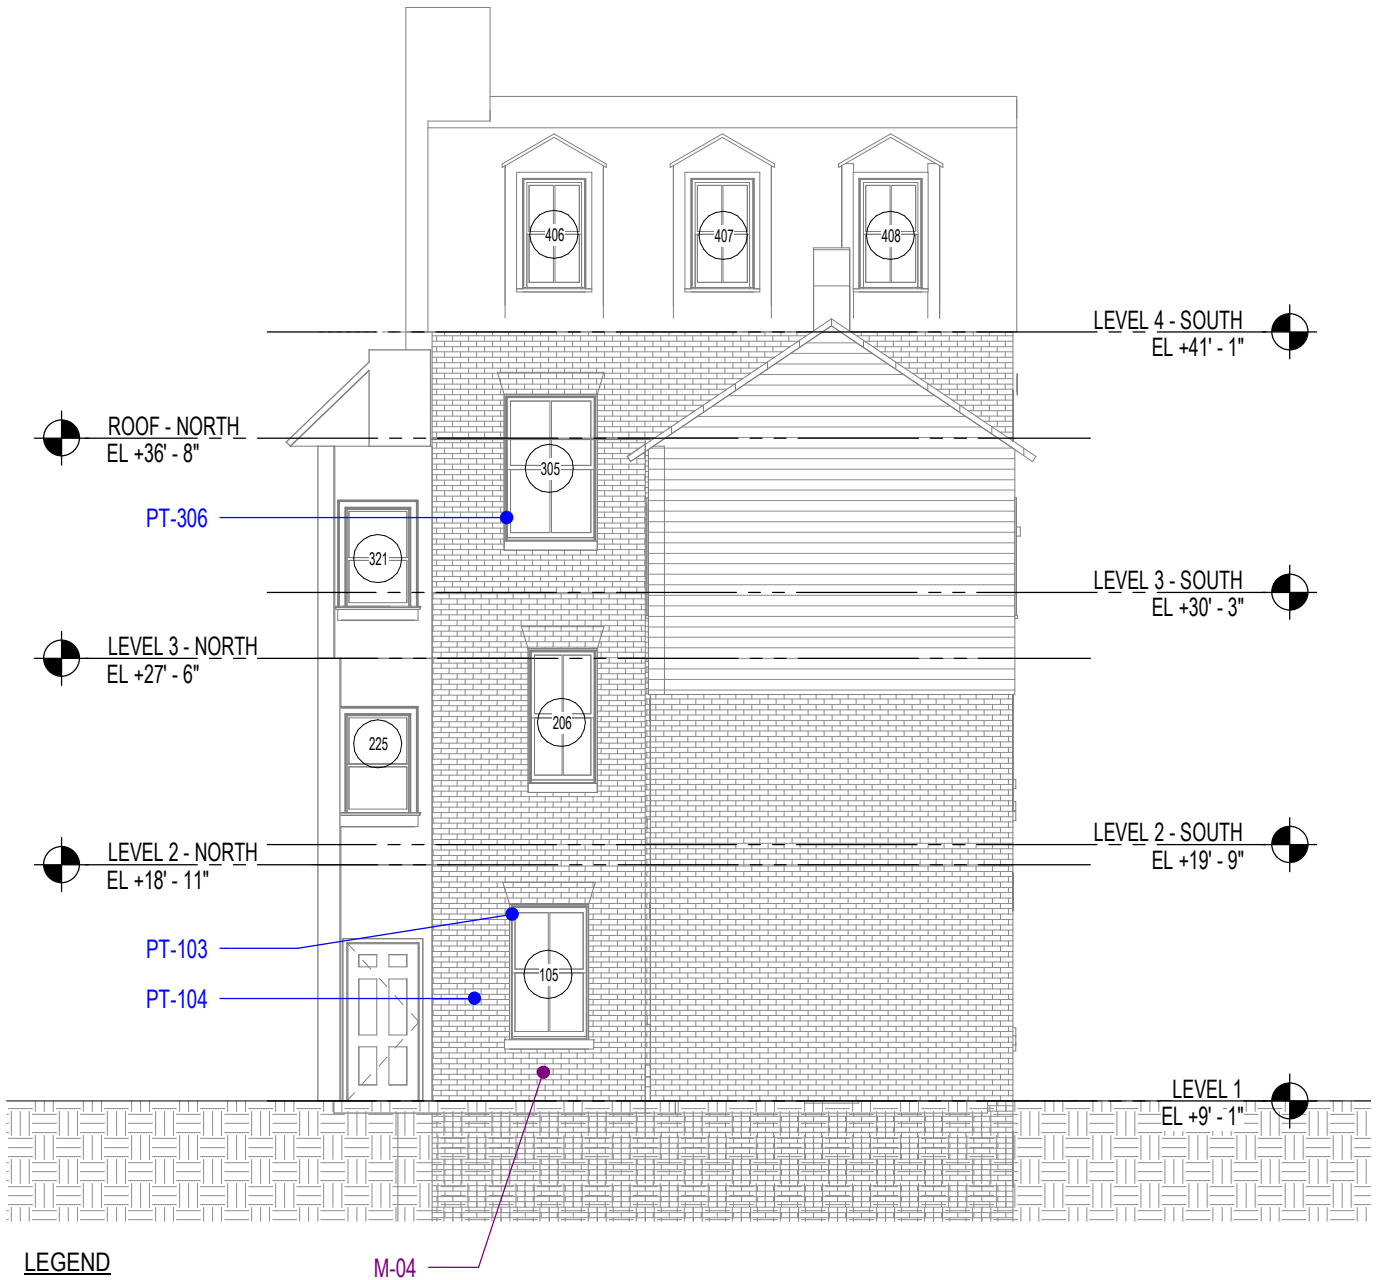 406
407
408
LEVEL 4 - SOUTH
EL +41' - 1"
ROOF - NORTH
EL +36' - 8"
305
PT-306
321
LEVEL 3 - SOUTH
EL +30' - 3"
LEVEL 3 - NORTH
EL +27' - 6"
206
225
LEVEL 2 - SOUTH
EL +19' - 9"
LEVEL 2 - NORTH
EL +18' - 11"
PT-103
105
PT-104
LEVEL 1
EL +9' - 1"
LEGEND
M-04